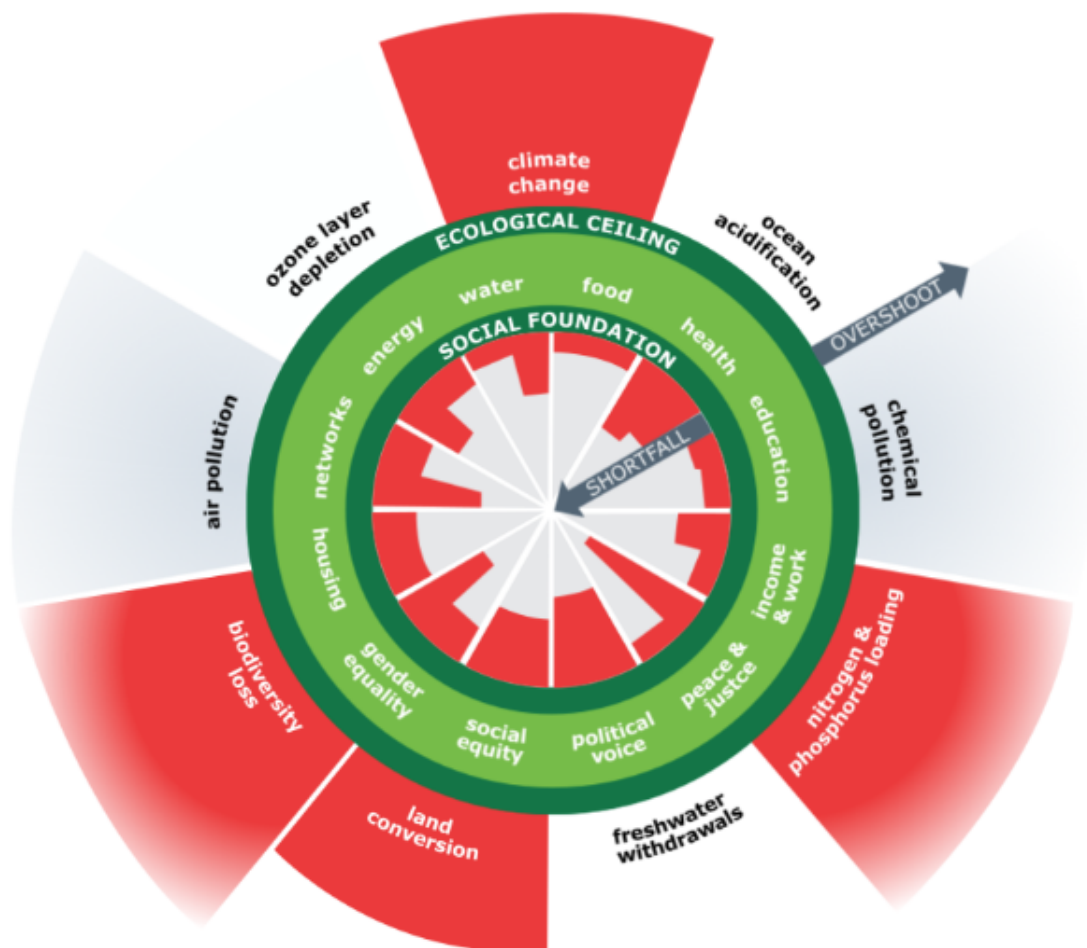 climate
change
ozone layer
depletion
ocean
acidification
ECOLOGICAL CEILING
OVERSHOOT
water
food
energy
health
SOCIAL FOUNDATION
networks
education
SHORTFALL
air pollution
chemical
pollution
housing
income
& work
gender
equality
peace &
justce
social
equity
political
voice
biodiversity
loss
nitrogen &
phosphorus loading
land
conversion
freshwater
withdrawals